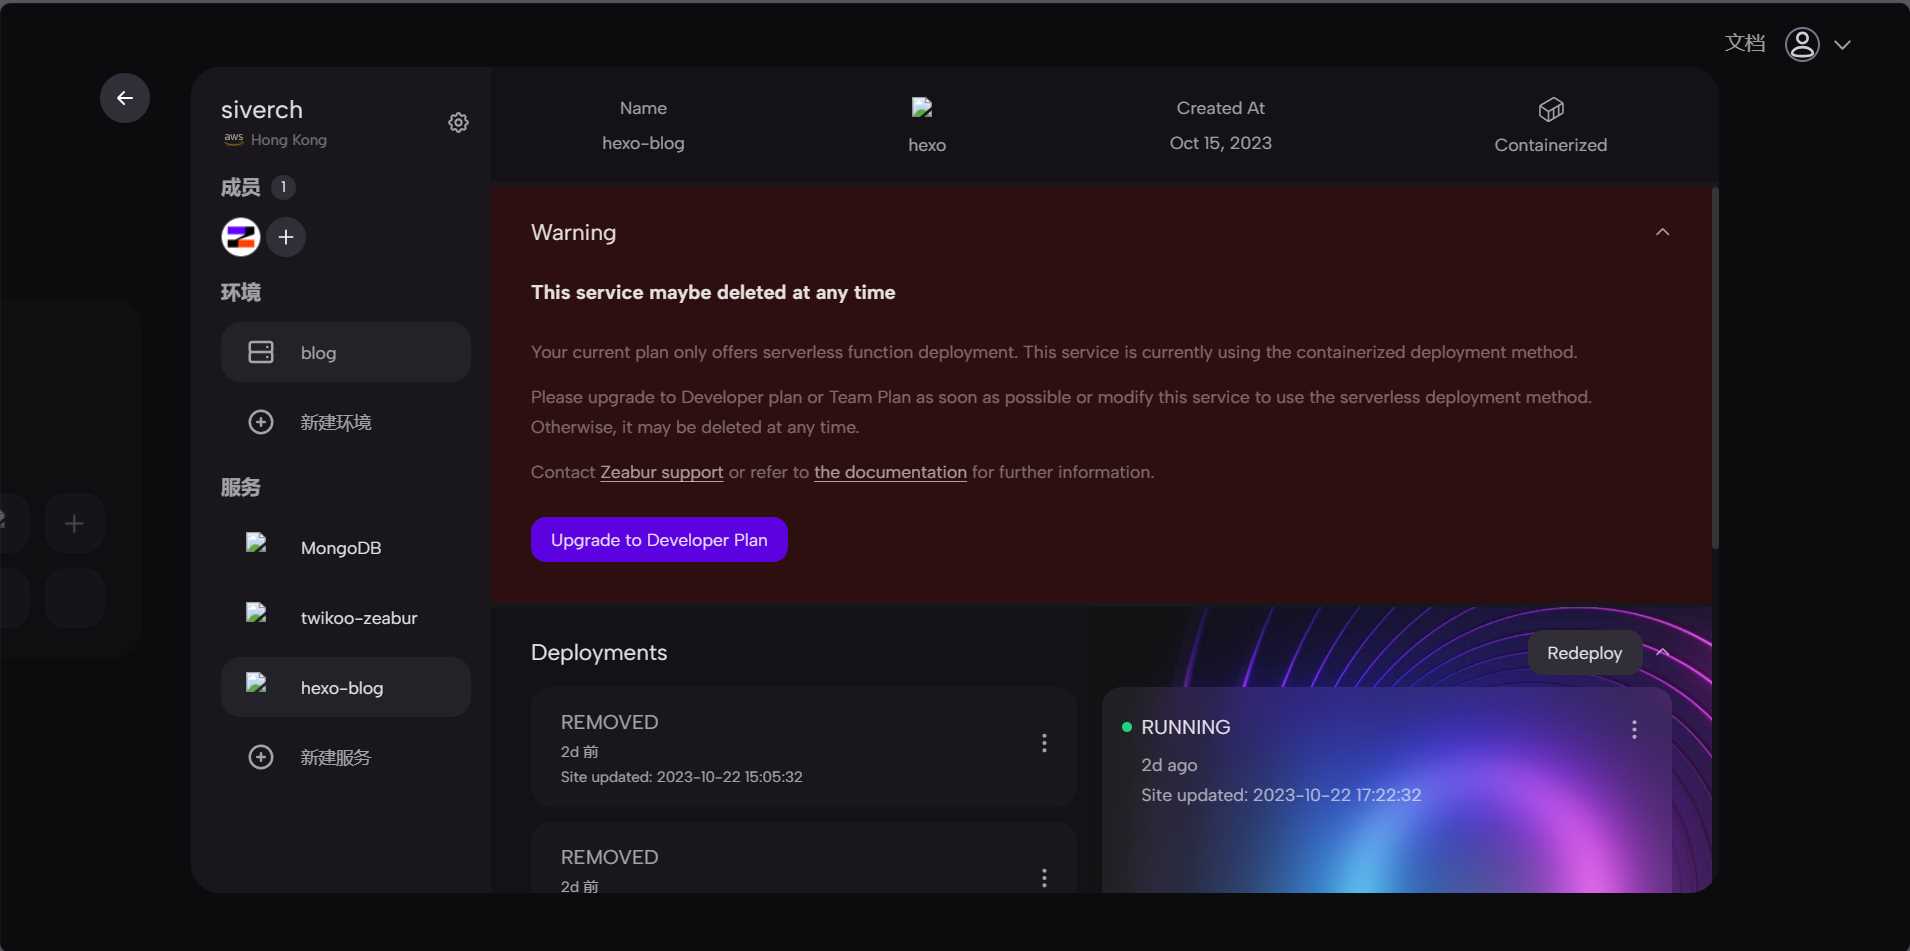 文档
siverch
aws Hong Kong
成员 1
环境
blog
新建环境
服务
MongoDB
twikoo-zeabur
hexo-blog
新建服务
Name
hexo-blog
hexo
Created At
Oct 15, 2023
Containerized
Warning
This service maybe deleted at any time
Your current plan only offers serverless function deployment. This service is currently using the containerized deployment method.
Please upgrade to Developer plan or Team Plan as soon as possible or modify this service to use the serverless deployment method.
Otherwise, it may be deleted at any time.
Contact Zeabur support or refer to the documentation for further information.
Upgrade to Developer Plan
Deployments
Redeploy
REMOVED
2d 前
Site updated: 2023-10-22 15:05:32
REMOVED
2d 前
RUNNING
2d ago
Site updated: 2023-10-22 17:22:32